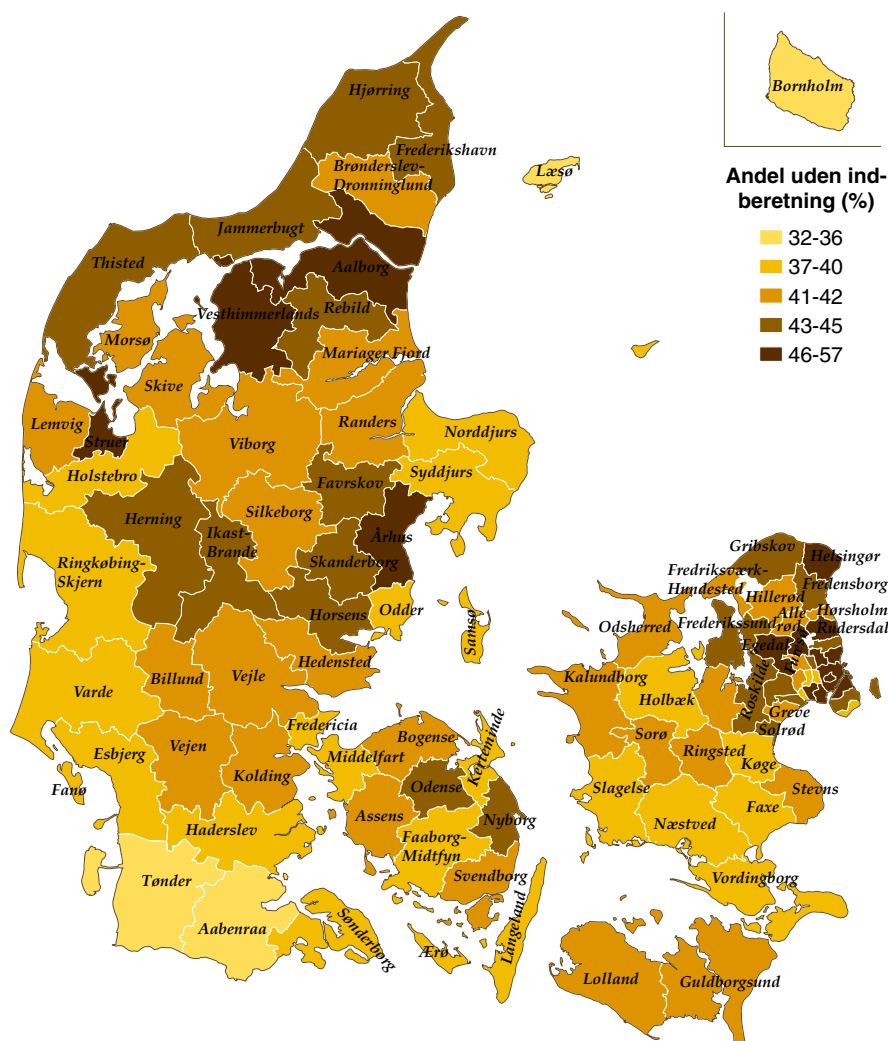 Bornholm
Andel uden ind-
beretning (%)
32-36
37-40
41-42
43-45
46-57
Hjørring
Frederikshavn
Brønderslev-
Dronninglund
Læsø
Jammerbugt
Thisted
Aalborg
Vesthimmerlands
Rebild
Morsø
Mariager Fjord
Skive
Lemvig
Struer
Viborg
Randers
Norddjurs
Holstebro
Syddjurs
Favrskov
Herning
Silkeborg
Ikast-
Brande
Århus
Skanderborg
Ringkøbing-
Skjern
Horsens
Odder
Samsø
Hedensted
Varde
Billund
Vejle
Fredericia
Esbjerg
Vejen
Kolding
Fanø
Haderslev
Tønder
Aabenraa
Sønderborg
Middelfart
Bogense
Kerteminde
Odense
Assens
Nyborg
Faaborg-
Midtfyn
Svendborg
Langeland
Ærø
Gribskov
Helsingør
Fredriksværk-
Hundested
Fredensborg
Hillerød
Alle
rød
Hørsholm
Rudersdal
Odsherred
Frederikssund
Egedal
Furesø
Kalundborg
Holbæk
Roskilde
Greve
Solrød
Sorø
Ringsted
Køge
Slagelse
Stevns
Næstved
Faxe
Vordingborg
Lolland
Guldborgsund